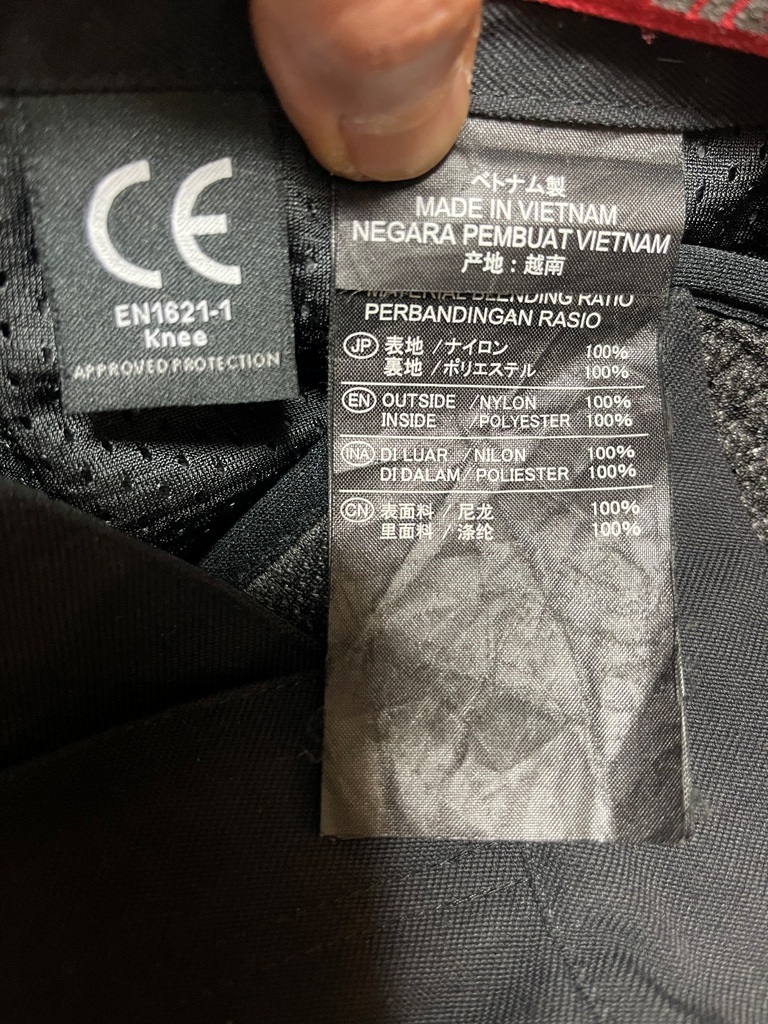 CE
EN1621-1
Knee
APPROVED PROTECTION
ベトナム製
MADE IN VIETNAM
NEGARA PEMBUAT VIETNAM
产地：越南
MATERIAL BLENDING RATIO
PERBANDINGAN RASIO
JP 表地 /ナイロン 100%
裏地 /ポリエステル 100%
EN OUTSIDE /NYLON 100%
INSIDE /POLYESTER 100%
INA DI LUAR /NILON 100%
DI DALAM /POLIESTER 100%
CN 表面料 /尼龙 100%
里面料 /涤纶 100%